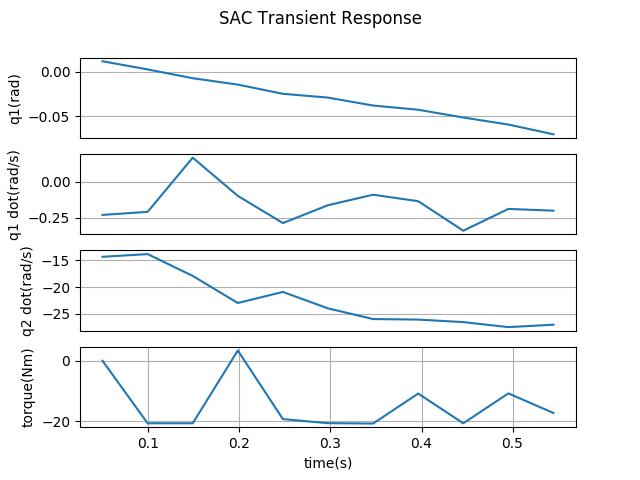 SAC Transient Response
q1(rad)
0.00
−0.05
q1 dot(rad/s)
0.00
−0.25
q2 dot(rad/s)
−15
−20
−25
torque(Nm)
0
−20
0.1 0.2 0.3 0.4 0.5
time(s)